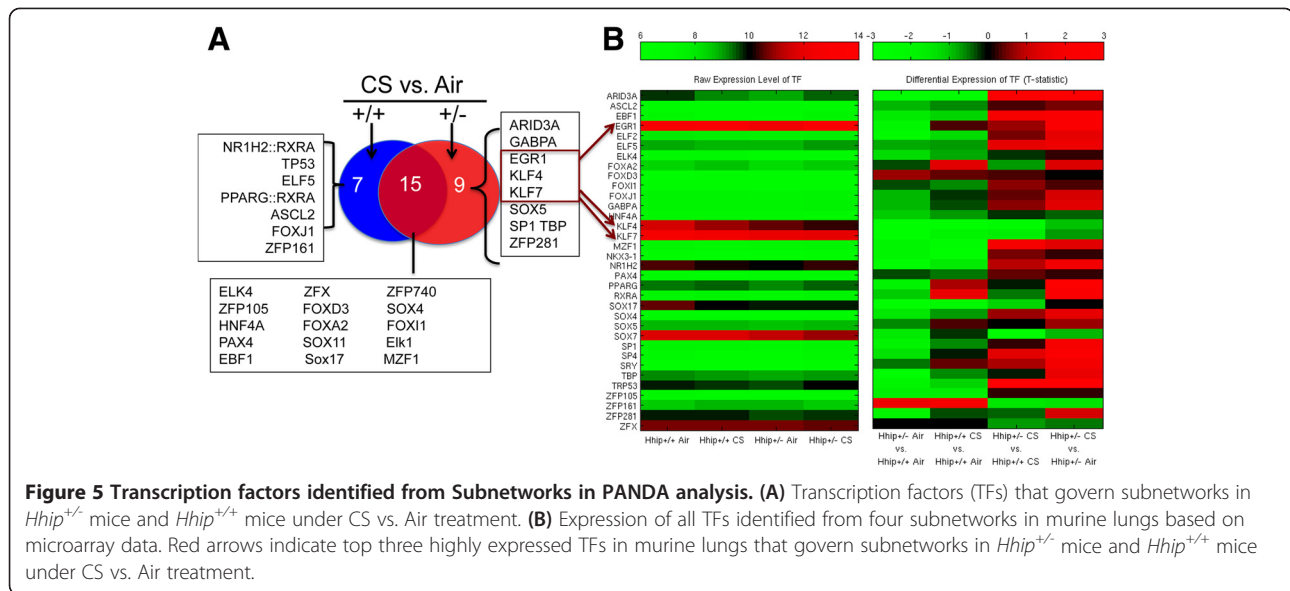 A
CS vs. Air
+/+
+/-
NR1H2::RXRA
TP53
ELF5
PPARG::RXRA
ASCL2
FOXJ1
ZFP161
7
15
9
ARID3A
GABPA
EGR1
KLF4
KLF7
SOX5
SP1 TBP
ZFP281
ELK4 ZFX ZFP740
ZFP105 FOXD3 SOX4
HNF4A FOXA2 FOXI1
PAX4 SOX11 Elk1
EBF1 Sox17 MZF1
B
6 8 10 12 14
-3 -2 -1 0 1 2 3
Raw Expression Level of TF
Differential Expression of TF (T-statistic)
ARID3A
ASCL2
EBF1
EGR1
ELF2
ELF5
ELK4
FOXA2
FOXD3
FOXI1
FOXJ1
GABPA
HNF4A
KLF4
KLF7
MZF1
NKX3-1
NR1H2
PAX4
PPARG
RXRA
SOX17
SOX4
SOX5
SOX7
SP1
SP4
SRY
TBP
TRP53
ZFP105
ZFP161
ZFP281
ZFX
Hhip+/+ Air Hhip+/+ CS Hhip+/- Air Hhip+/- CS
Hhip+/- Air Hhip+/+ CS Hhip+/- CS Hhip+/- CS
vs. vs. vs. vs.
Hhip+/+ Air Hhip+/+ Air Hhip+/+ CS Hhip+/- Air
Figure 5 Transcription factors identified from Subnetworks in PANDA analysis. (A) Transcription factors (TFs) that govern subnetworks in
Hhip+/- mice and Hhip+/+ mice under CS vs. Air treatment. (B) Expression of all TFs identified from four subnetworks in murine lungs based on
microarray data. Red arrows indicate top three highly expressed TFs in murine lungs that govern subnetworks in Hhip+/- mice and Hhip+/+ mice
under CS vs. Air treatment.